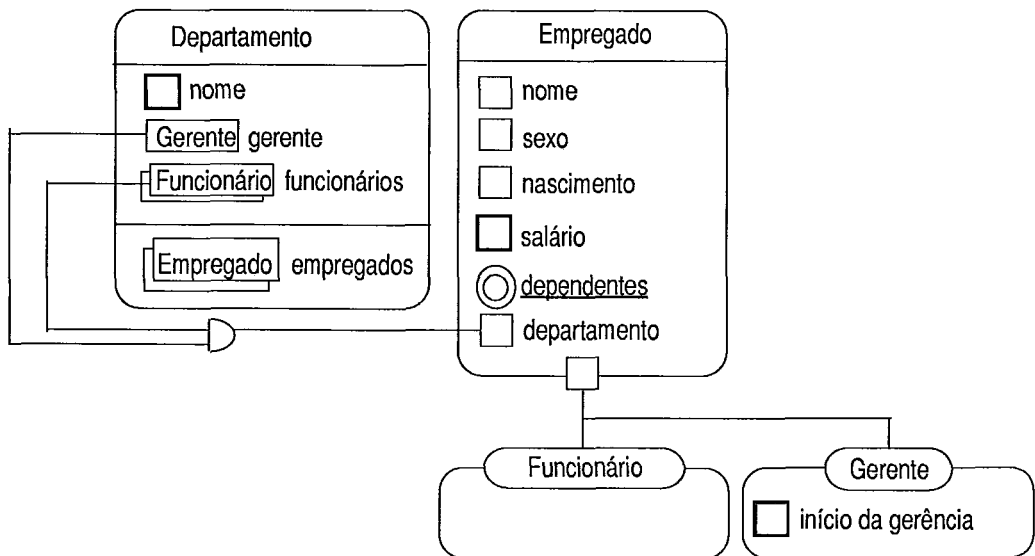 Departamento
nome
Gerente gerente
Funcionário funcionários
Empregado empregados
Empregado
nome
sexo
nascimento
salário
dependentes
departamento
Funcionário
Gerente
início da gerência